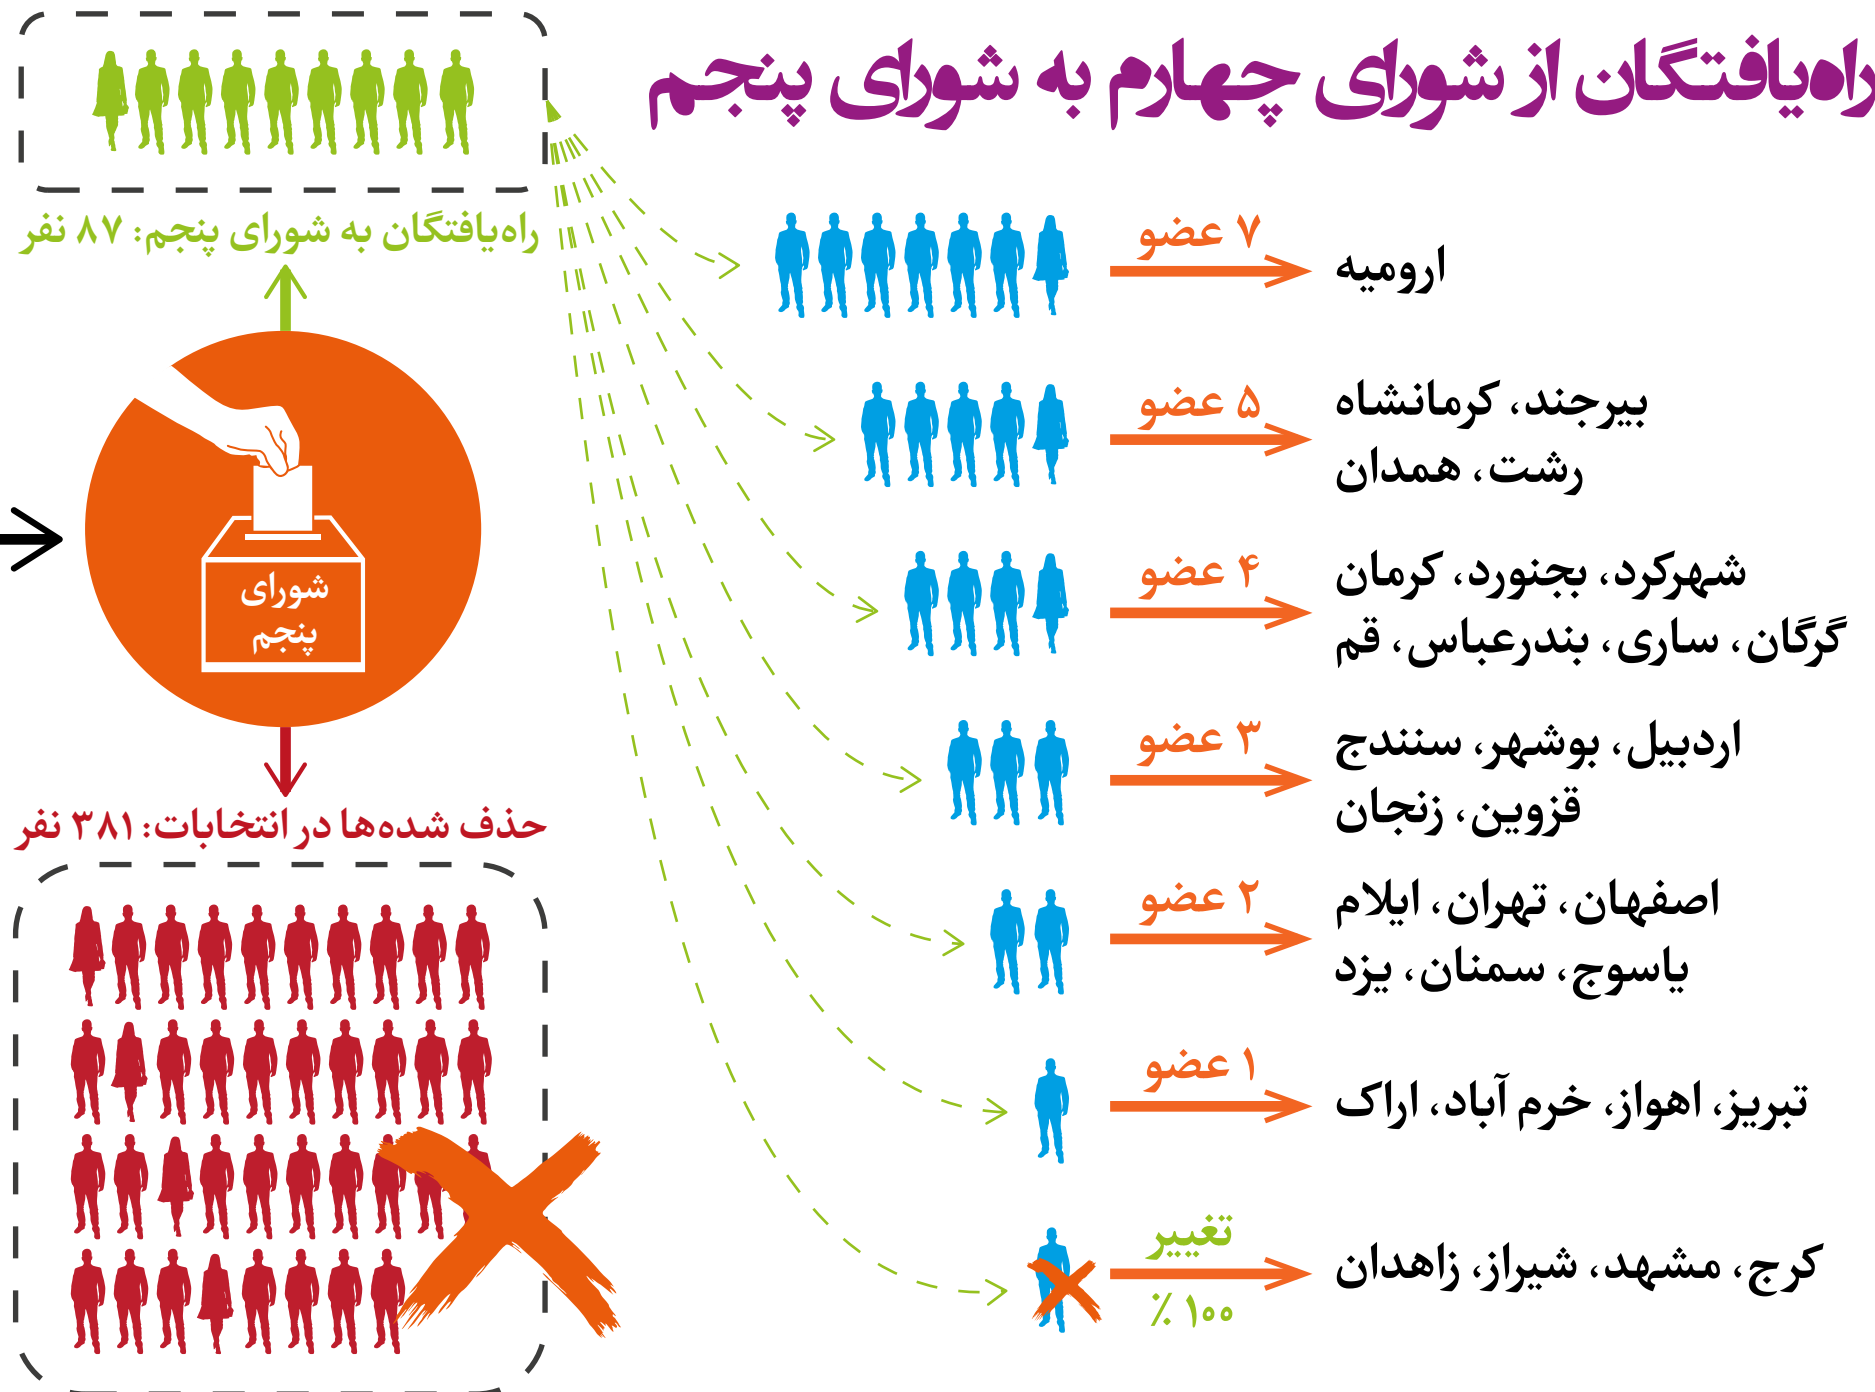 راه‌یافتگان از شورای چهارم به شورای پنجم
۷ عضو
ارومیه
۵ عضو
بیرجند، کرمانشاه
رشت، همدان
۴ عضو
شهرکرد، بجنورد، کرمان
گرگان، ساری، بندرعباس، قم
۳ عضو
اردبیل، بوشهر، سنندج
قزوین، زنجان
۲ عضو
اصفهان، تهران، ایلام
یاسوج، سمنان، یزد
۱ عضو
تبریز، اهواز، خرم آباد، اراک
تغییر
۱۰۰ ٪
کرج، مشهد، شیراز، زاهدان
راه‌یافتگان به شورای پنجم: ۸۷ نفر
شورای
پنجم
حذف شده‌ها در انتخابات: ۳۸۱ نفر